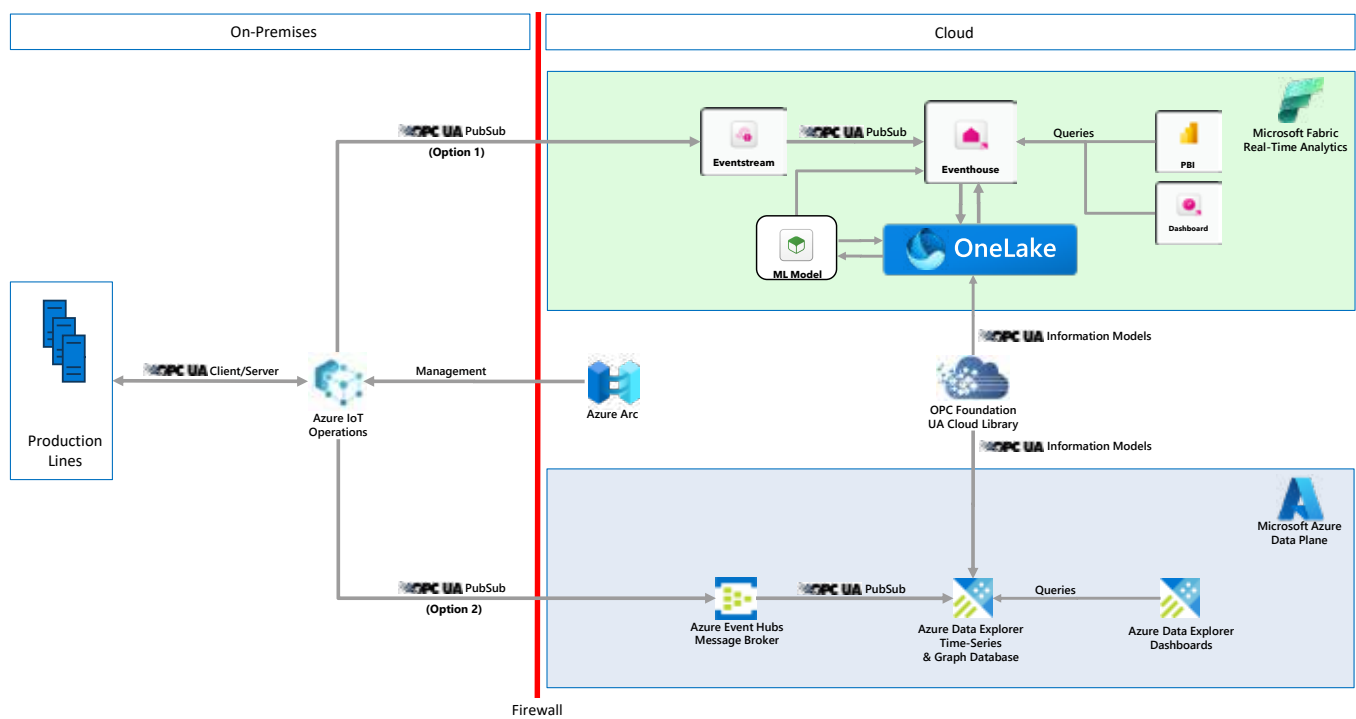 On-Premises
Cloud
OPC UA PubSub
(Option 1)
Eventstream
OPC UA PubSub
Eventhouse
Queries
PBI
Microsoft Fabric
Real-Time Analytics
Dashboard
ML Model
OneLake
OPC UA Information Models
Production
Lines
OPC UA Client/Server
Azure IoT
Operations
Management
Azure Arc
OPC Foundation
UA Cloud Library
OPC UA Information Models
Microsoft Azure
Data Plane
OPC UA PubSub
(Option 2)
Azure Event Hubs
Message Broker
OPC UA PubSub
Azure Data Explorer
Time-Series
& Graph Database
Queries
Azure Data Explorer
Dashboards
Firewall